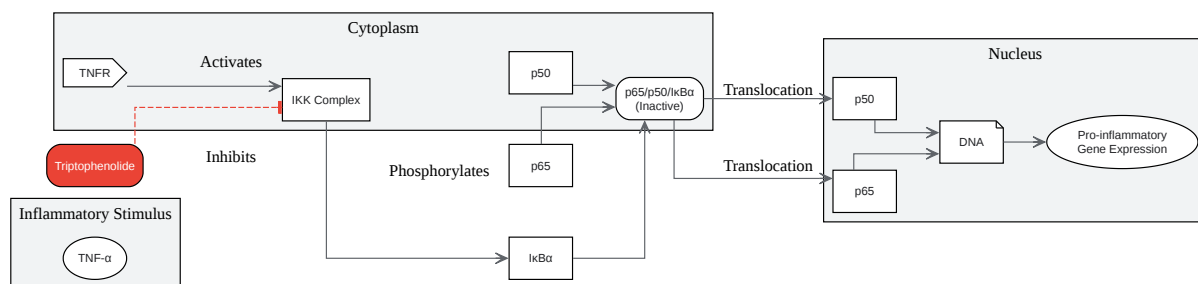 Cytoplasm
Nucleus
TNFR
Activates
IKK Complex
p50
p65/p50/IκBα
(Inactive)
Translocation
p50
DNA
Pro-inflammatory
Gene Expression
Triptophenolide
Inhibits
Phosphorylates
p65
Translocation
p65
Inflammatory Stimulus
TNF-α
IκBα